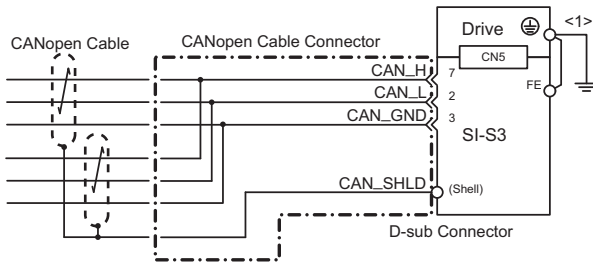 CANopen Cable
CANopen Cable Connector
Drive
<1>
CN5
CAN_H
7
FE
CAN_L
2
CAN_GND
3
SI-S3
CAN_SHLD
(Shell)
D-sub Connector